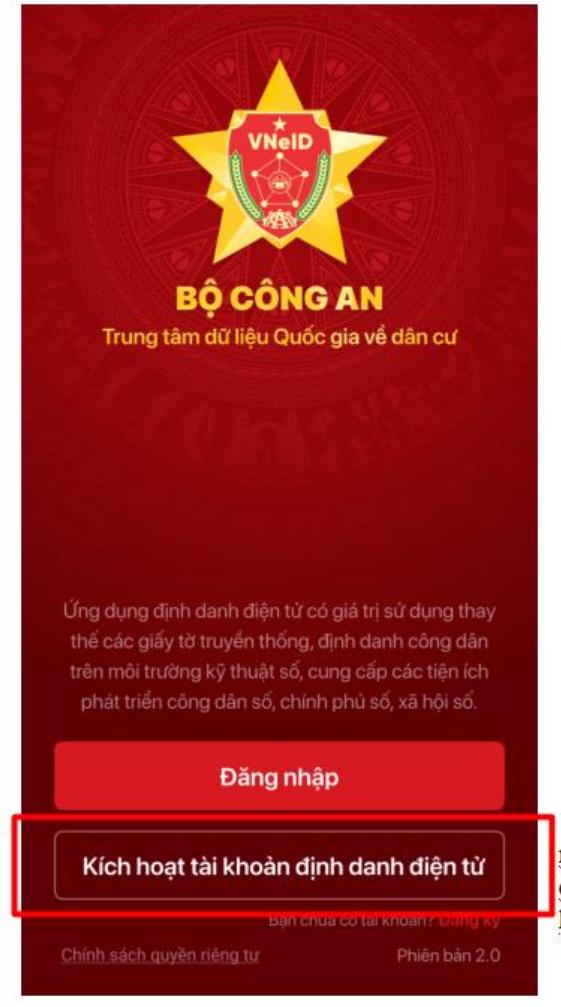 VNeID
BỘ CÔNG AN
Trung tâm dữ liệu Quốc gia về dân cư
Ứng dụng định danh điện tử có giá trị sử dụng thay
thế các giấy tờ truyền thống, định danh công dân
trên môi trường kỹ thuật số, cung cấp các tiện ích
phát triển công dân số, chính phủ số, xã hội số.
Đăng nhập
Kích hoạt tài khoản định danh điện tử
Bạn chưa có tài khoản? Đăng ký
Chính sách quyền riêng tư
Phiên bản 2.0